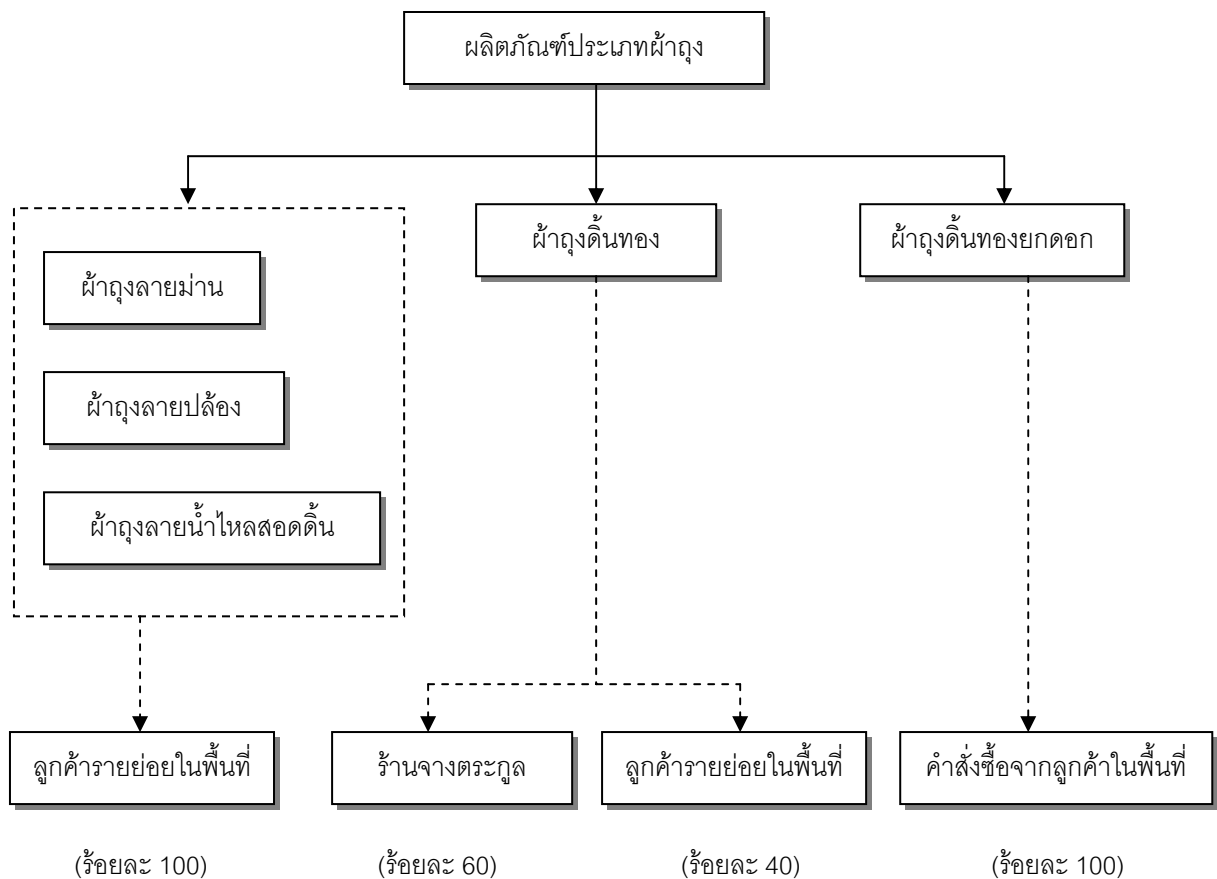 ผลิตภัณฑ์ประเภทผ้าถุง
ผ้าถุงดิ้นทอง
ผ้าถุงดิ้นทองยกดอก
ผ้าถุงลายม่าน
ผ้าถุงลายปล้อง
ผ้าถุงลายน้ำไหลสอดดิ้น
ลูกค้ารายย่อยในพื้นที่
ร้านจางตระกูล
ลูกค้ารายย่อยในพื้นที่
คำสั่งซื้อจากลูกค้าในพื้นที่
(ร้อยละ 100)
(ร้อยละ 60)
(ร้อยละ 40)
(ร้อยละ 100)